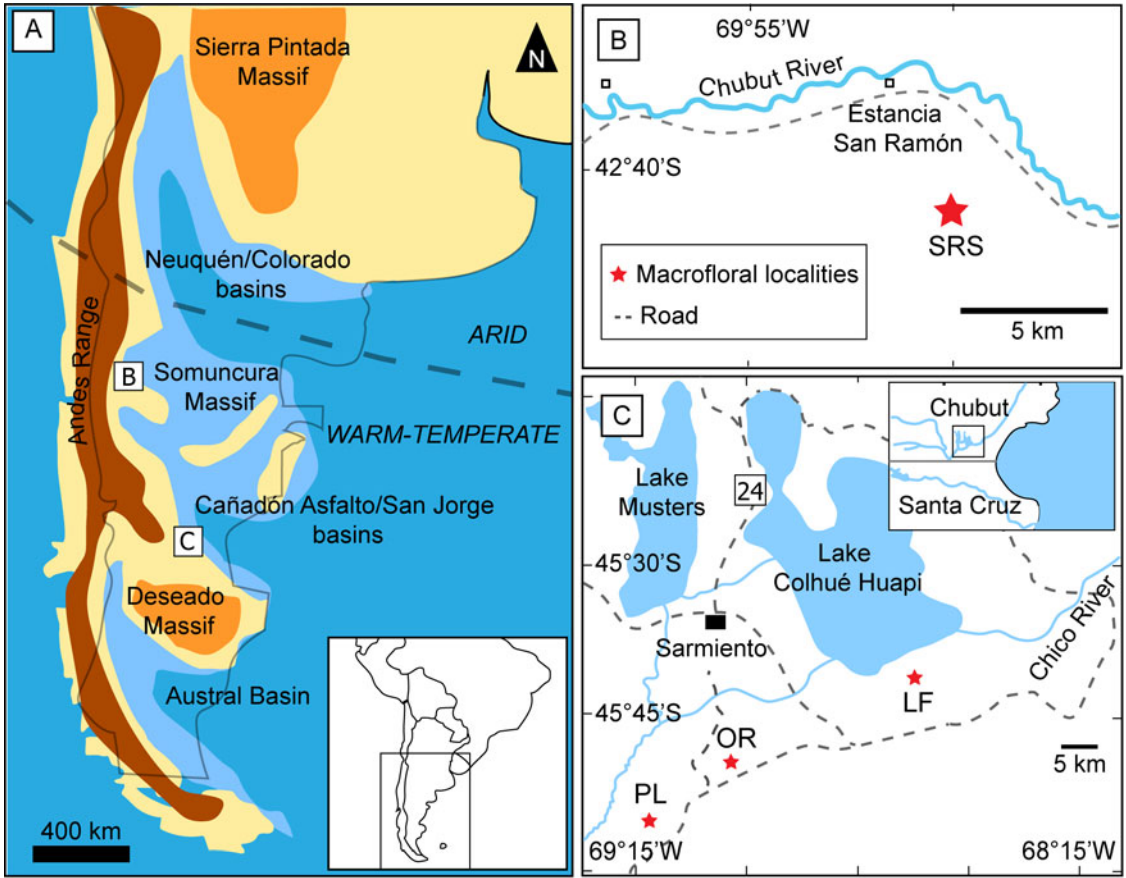 A
Sierra Pintada
Massif
N
Neuquén/Colorado
basins
ARID
Andes Range
B
Somuncura
Massif
WARM-TEMPERATE
Cañadón Asfalto/San Jorge
basins
C
Deseado
Massif
Austral Basin
400 km
B
69°55'W
Chubut River
Estancia
San Ramón
42°40'S
SRS
Macrofloral localities
Road
5 km
C
Chubut
Santa Cruz
Lake
Musters
24
45°30'S
Lake
Colhué Huapi
Sarmiento
Chico River
45°45'S
LF
OR
5 km
PL
69°15'W
68°15'W